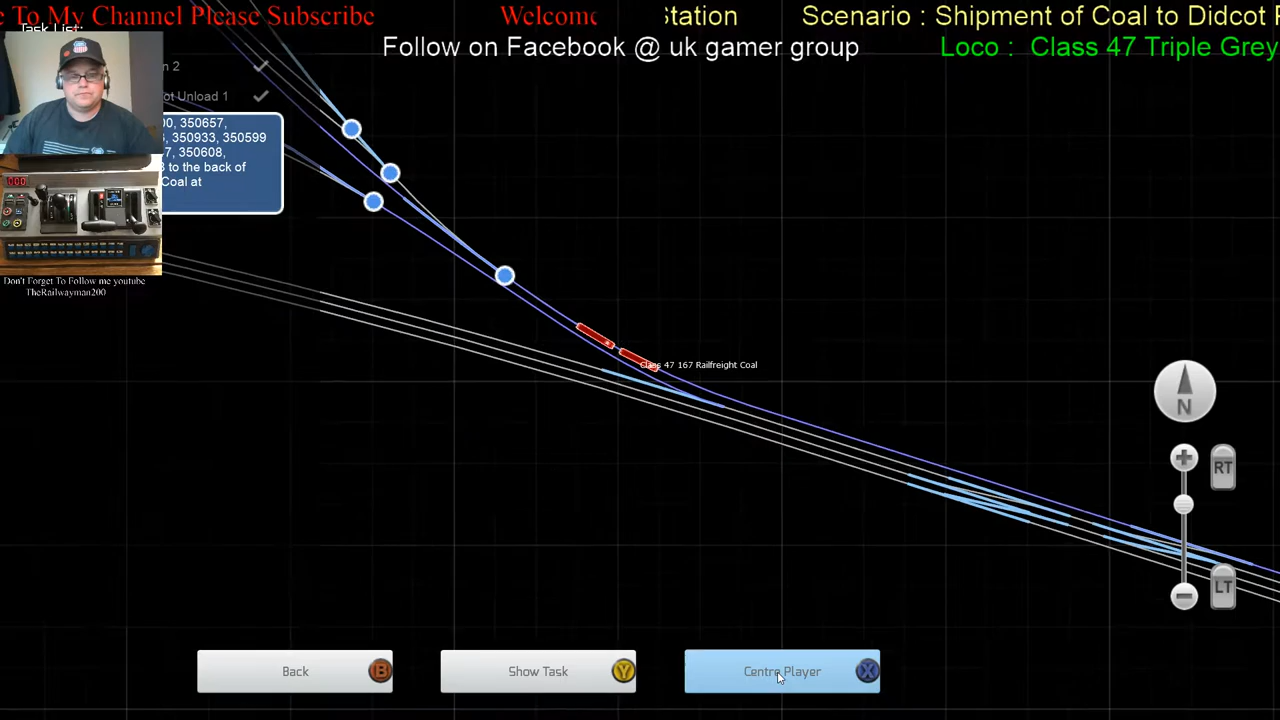 e To My Channel Please Subscribe
Welcome
Station
Scenario : Shipment of Coal to Didcot P
Task List:
Follow on Facebook @ uk gamer group
Loco : Class 47 Triple Grey
n 2
ot Unload 1
00, 350657,
, 350933, 350599
7, 350608,
to the back of
Coal at
000
Don't Forget To Follow me youtube
TheRailwayman200
Class 47 167 Railfreight Coal
N
RT
LT
Back B
Show Task Y
Centre Player X